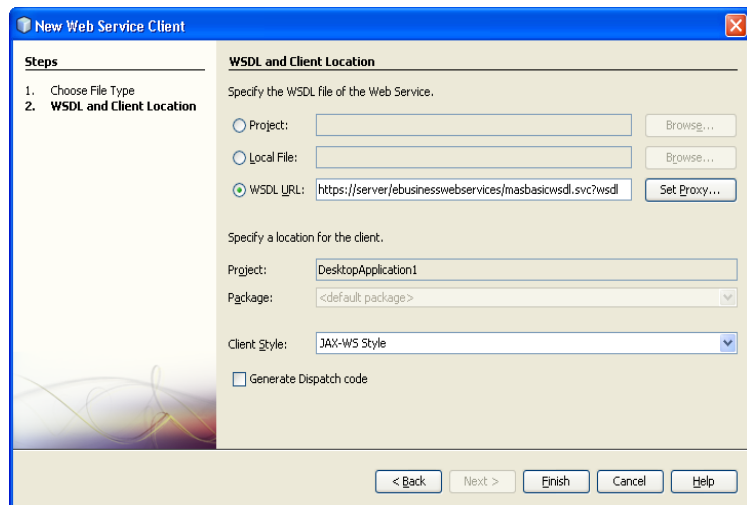 New Web Service Client
Steps
1. Choose File Type
2. WSDL and Client Location
WSDL and Client Location
Specify the WSDL file of the Web Service.
Project:
Browse...
Local File:
Browse...
WSDL URL: https://server/ebusinesswebservices/masbasicwsdl.svc?wsdl
Set Proxy...
Specify a location for the client.
Project: DesktopApplication1
Package: <default package>
Client Style: JAX-WS Style
Generate Dispatch code
< Back Next > Finish Cancel Help